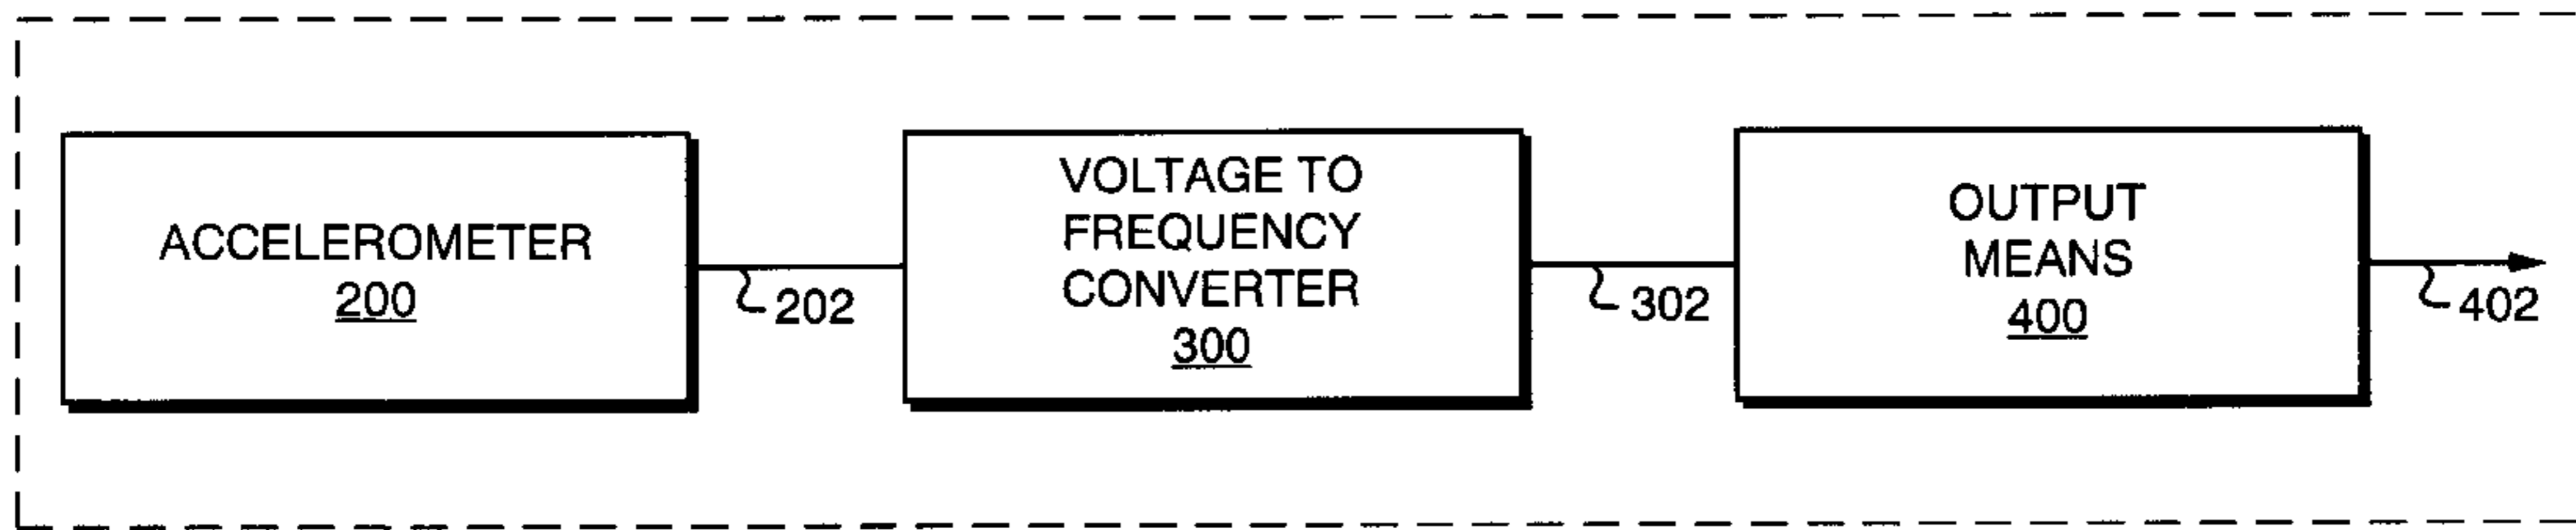 ACCELEROMETER
200
202
VOLTAGE TO
FREQUENCY
CONVERTER
300
302
OUTPUT
MEANS
400
402